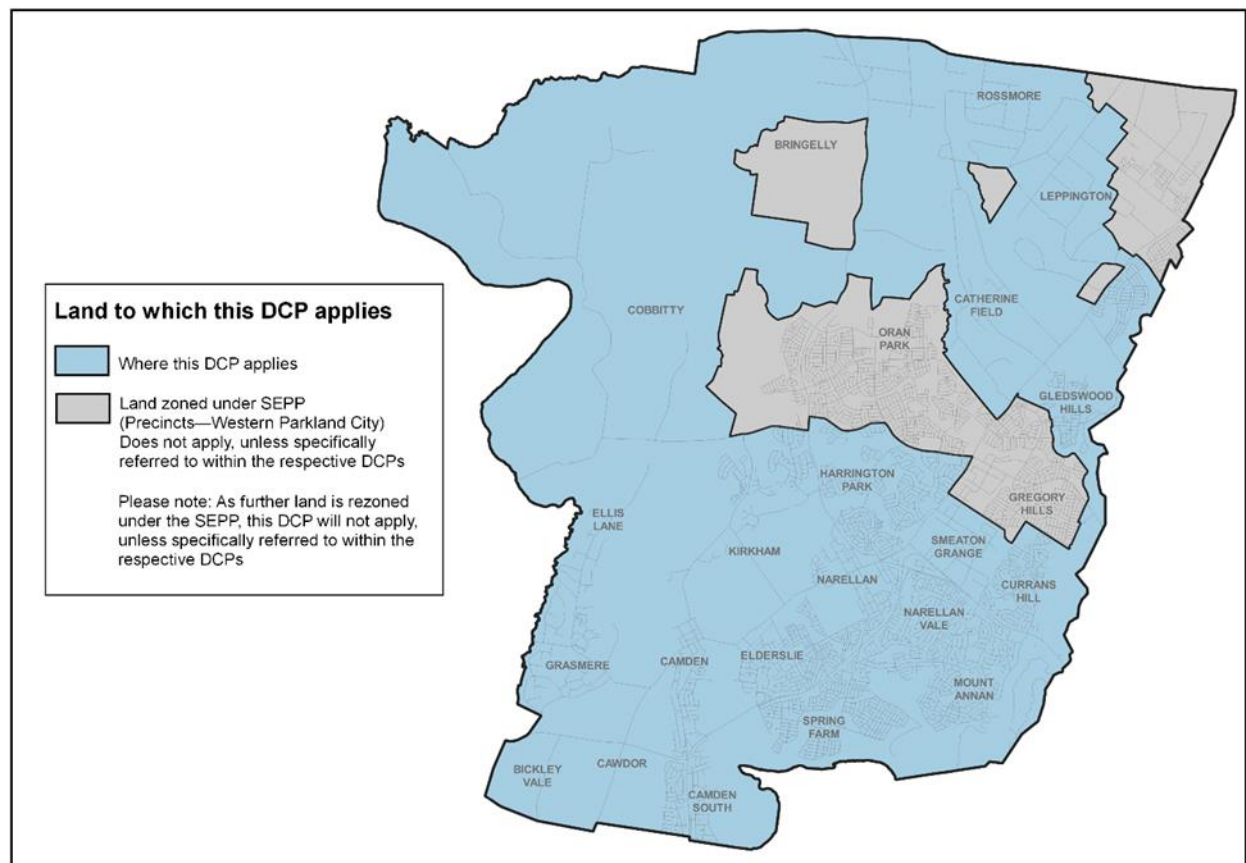 ROSSMORE
BRINGELLY
LEPPINGTON
Land to which this DCP applies
Where this DCP applies
Land zoned under SEPP
(Precincts—Western Parkland City)
Does not apply, unless specifically
referred to within the respective DCPs
Please note: As further land is rezoned
under the SEPP, this DCP will not apply,
unless specifically referred to within the
respective DCPs
COBBITTY
CATHERINE
FIELD
ORAN
PARK
GLEDSWOOD
HILLS
HARRINGTON
PARK
GREGORY
HILLS
ELLIS
LANE
KIRKHAM
SMEATON
GRANGE
NARELLAN
CURRANS
HILL
NARELLAN
VALE
GRASMERE
CAMDEN
ELDERSLIE
MOUNT
ANNAN
SPRING
FARM
BICKLEY
VALE
CAWDOR
CAMDEN
SOUTH